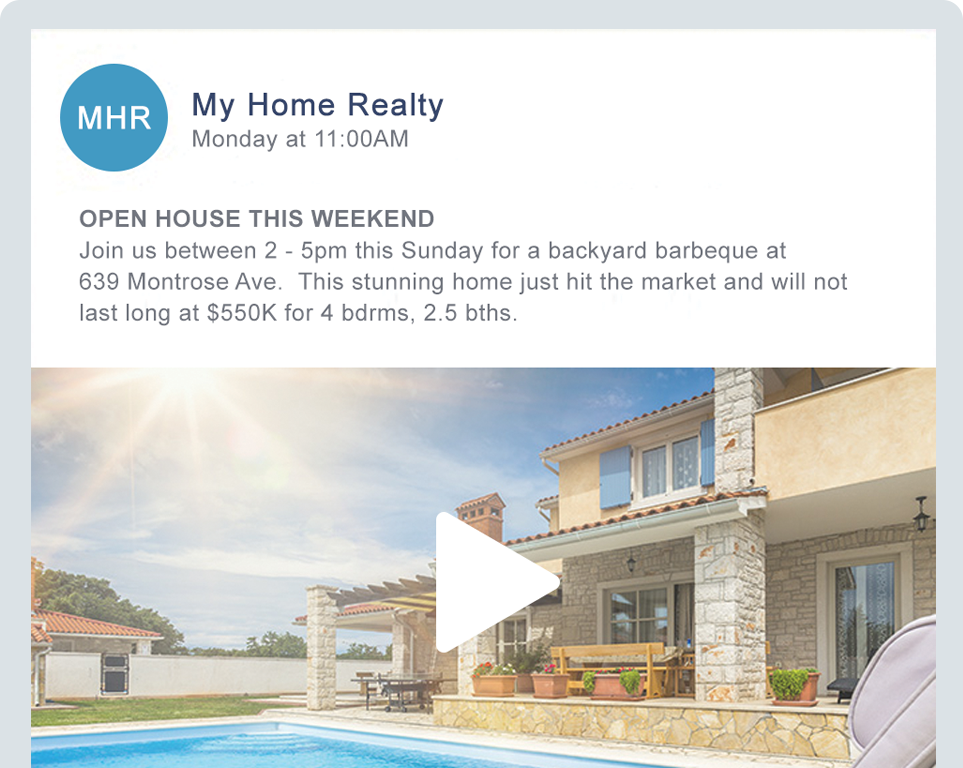 MHR
My Home Realty
Monday at 11:00AM
OPEN HOUSE THIS WEEKEND
Join us between 2 - 5pm this Sunday for a backyard barbeque at
639 Montrose Ave.  This stunning home just hit the market and will not
last long at $550K for 4 bdrms, 2.5 bths.